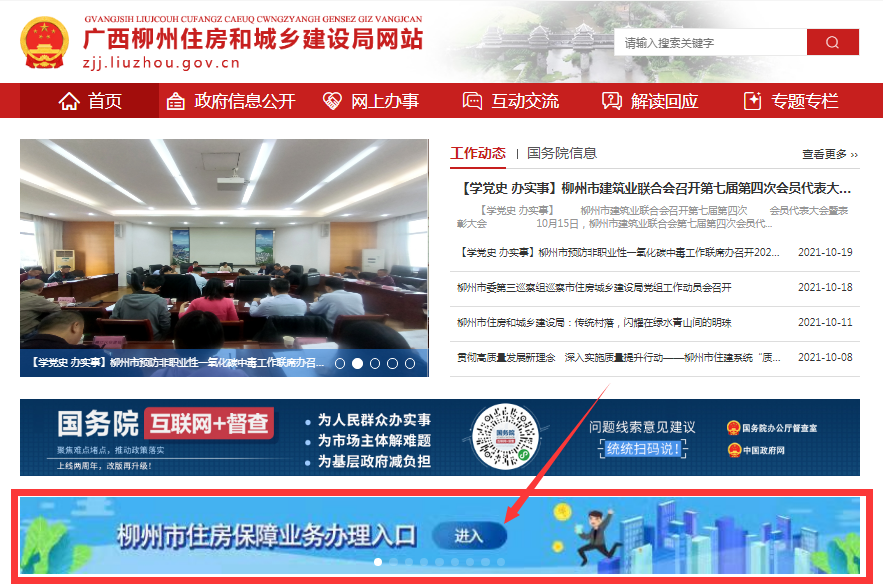 GVANGJSIH LIUJCOUH CUFANGZ CAEUQ CWNGZYANGH GENSEZ GIZ VANGJCAN
广西柳州住房和城乡建设局网站
zjj.liuzhou.gov.cn
请输入搜索关键字
首页 政府信息公开 网上办事 互动交流 解读回应 专题专栏
工作动态 | 国务院信息 查看更多 ››
【学党史 办实事】柳州市建筑业联合会召开第七届第四次会员代表大...
【学党史 办实事】 柳州市建筑业联合会召开第七届第四次 会员代表大会暨表
彰大会 10月15日，柳州市建筑业联合会第七届第四次会员代...
【学党史 办实事】柳州市预防非职业性一氧化碳中毒工作联席办召开202... 2021-10-19
柳州市委第三巡察组巡察市住房城乡建设局党组工作动员会召开 2021-10-18
柳州市住房和城乡建设局：传统村落，闪耀在绿水青山间的明珠 2021-10-11
贯彻高质量发展新理念 深入实施质量提升行动——柳州市住建系统“质... 2021-10-08
【学党史 办实事】柳州市预防非职业性一氧化碳中毒工作联席办召...
国务院 互联网+督查
聚焦难点堵点，推动政策落实
上线两周年，改版再升级！
• 为人民群众办实事
• 为市场主体解难题
• 为基层政府减负担
国务院
问题线索意见建议
统统扫码说！
国务院办公厅督查室
中国政府网
柳州市住房保障业务办理入口 进入